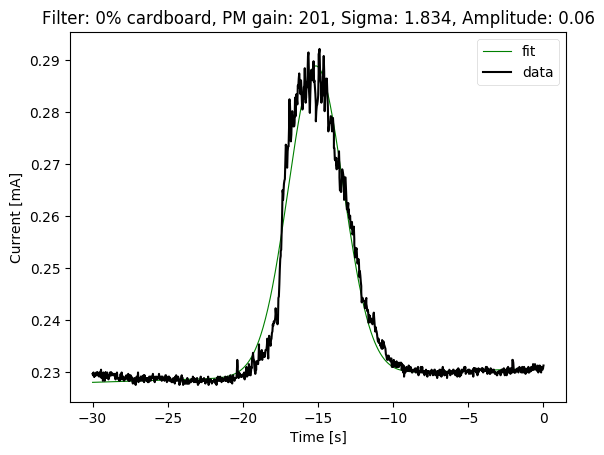 Filter: 0% cardboard, PM gain: 201, Sigma: 1.834, Amplitude: 0.06
fit
data
0.29
0.28
0.27
0.26
0.25
0.24
0.23
Current [mA]
−30
−25
−20
−15
−10
−5
0
Time [s]